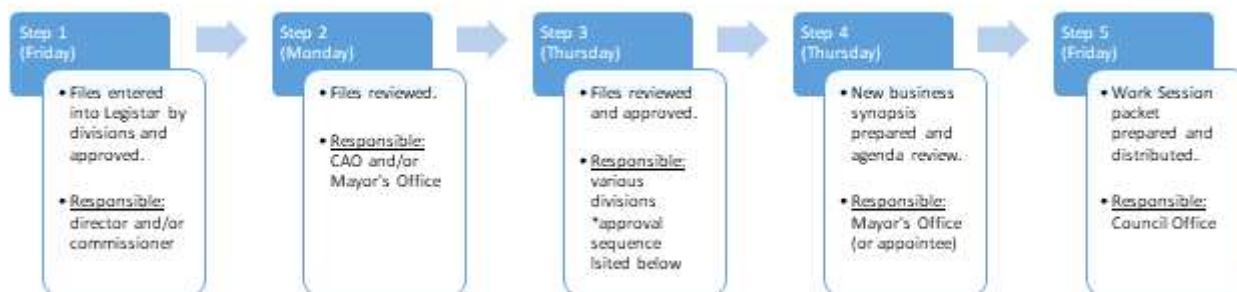 Step 1
(Friday)
• Files entered
into Legistar by
divisions and
approved.
• Responsible:
director and/or
commissioner
Step 2
(Monday)
• Files reviewed.
• Responsible:
CAO and/or
Mayor's Office
Step 3
(Thursday)
• Files reviewed
and approved.
• Responsible:
various
divisions
*approval
sequence
lsited below
Step 4
(Thursday)
• New business
synopsis
prepared and
agenda review.
• Responsible:
Mayor's Office
(or appointee)
Step 5
(Friday)
• Work Session
packet
prepared and
distributed.
• Responsible:
Council Office